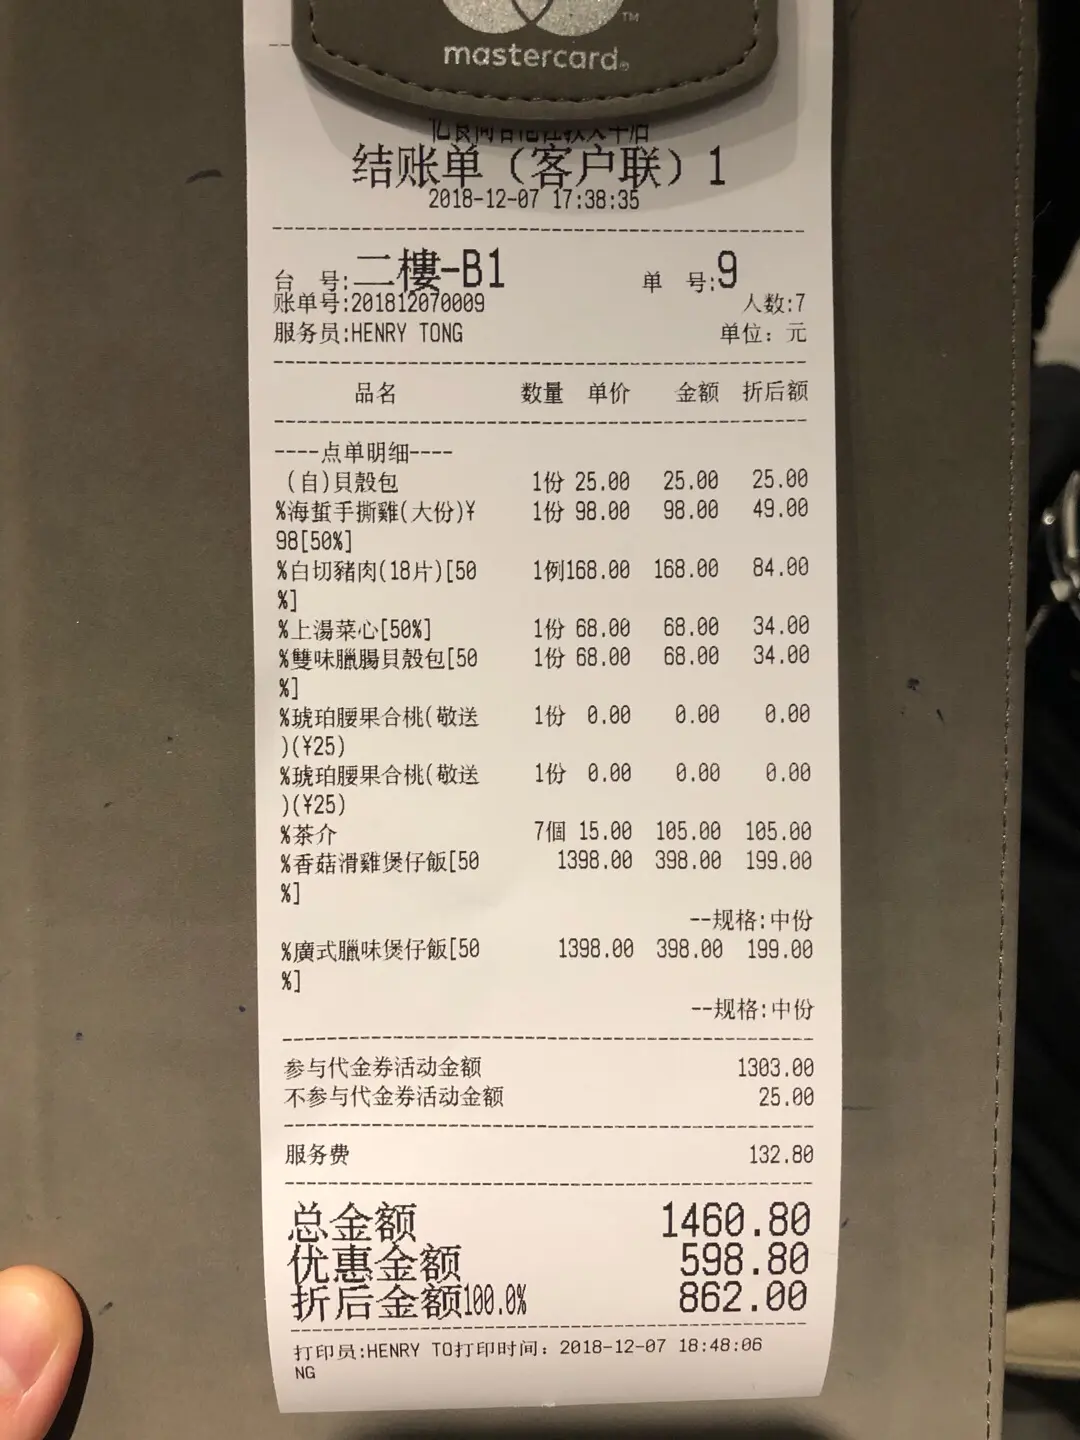 mastercard
TM
结账单（客户联）1
2018-12-07 17:38:35
台 号:二樓-B1 单 号:9
账单号:201812070009 人数:7
服务员:HENRY TONG 单位: 元
品名 数量 单价 金额 折后额
----点单明细----
(自)貝殼包 1份 25.00 25.00 25.00
%海蜇手撕雞(大份)¥ 1份 98.00 98.00 49.00
98[50%]
%白切豬肉(18片)[50 1例168.00 168.00 84.00
%]
%上湯菜心[50%] 1份 68.00 68.00 34.00
%雙味臘腸貝殼包[50 1份 68.00 68.00 34.00
%]
%琥珀腰果合桃(敬送 1份 0.00 0.00 0.00
)(¥25)
%琥珀腰果合桃(敬送 1份 0.00 0.00 0.00
)(¥25)
%茶介 7個 15.00 105.00 105.00
%香菇滑雞煲仔飯[50 1398.00 398.00 199.00
%]
--规格:中份
%廣式臘味煲仔飯[50 1398.00 398.00 199.00
%]
--规格:中份
参与代金券活动金额 1303.00
不参与代金券活动金额 25.00
服务费 132.80
总金额 1460.80
优惠金额 598.80
折后金额100.0% 862.00
打印员:HENRY TO打印时间: 2018-12-07 18:48:06
NG